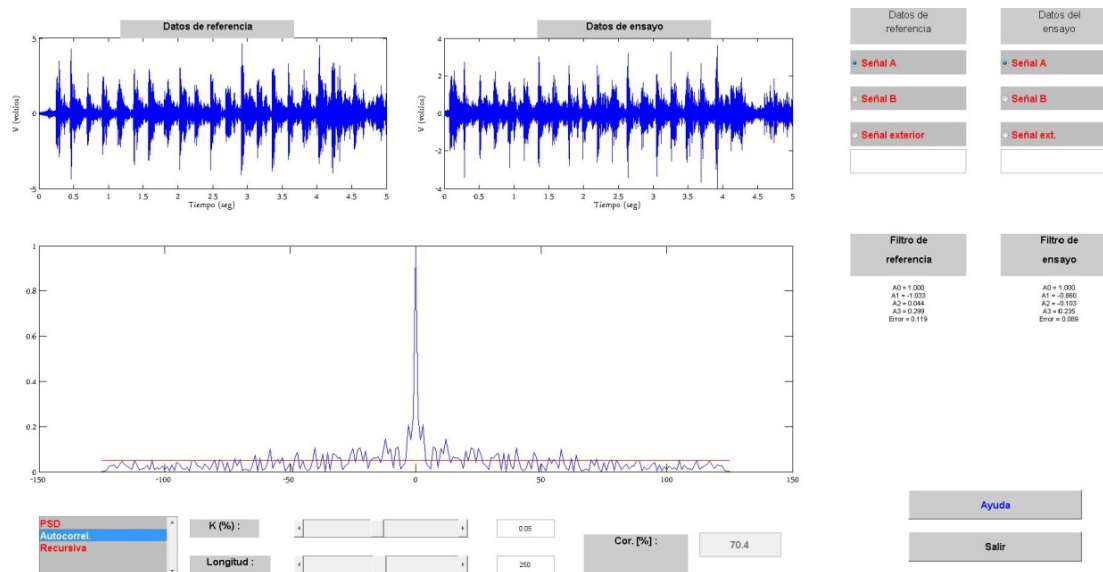 Datos de referencia
Datos de ensayo
5
0
-5
V (voltios)
0 0.5 1 1.5 2 2.5 3 3.5 4 4.5 5
Tiempo (seg)
4
2
0
-2
-4
V (voltios)
0 0.5 1 1.5 2 2.5 3 3.5 4 4.5 5
Tiempo (seg)
Datos de
referencia
Señal A
Señal B
Señal exterior
Datos del
ensayo
Señal A
Señal B
Señal ext.
1
0.8
0.6
0.4
0.2
0
-150 -100 -50 0 50 100 150
Filtro de
referencia
A0 = 1.000
A1 = -1.033
A2 = 0.044
A3 = 0.299
Error = 0.119
Filtro de
ensayo
A0 = 1.000
A1 = -0.860
A2 = -0.103
A3 = 0.235
Error = 0.089
PSD
Autocorrel.
Recursiva
K (%) :
0.05
Longitud :
250
Cor. [%] :
70.4
Ayuda
Salir